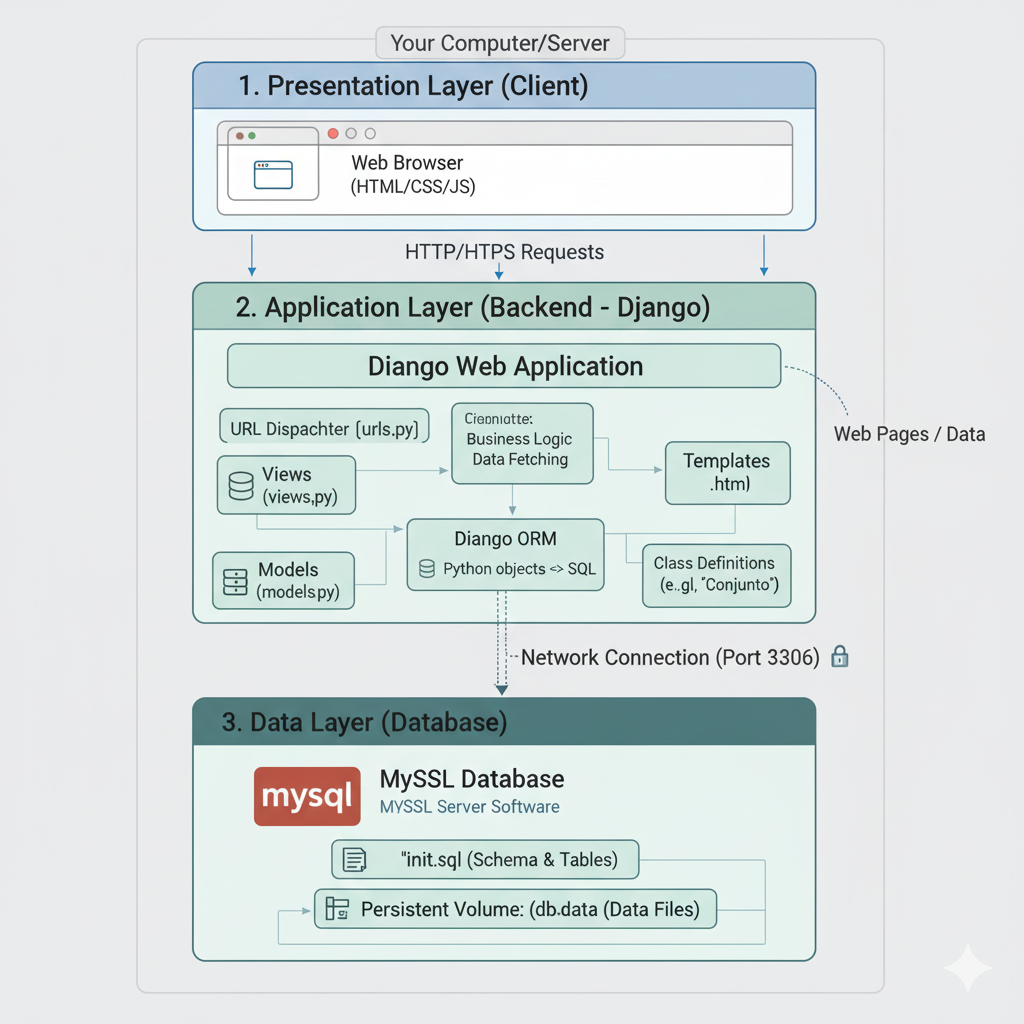 Your Computer/Server
1. Presentation Layer (Client)
Web Browser
(HTML/CSS/JS)
HTTP/HTPS Requests
2. Application Layer (Backend - Django)
Diango Web Application
Web Pages / Data
URL Dispachter [urls.py]
Business Logic
Data Fetching
Views
(views,py)
Templates
.htm)
Diango ORM
Python objects <> SQL
Models
(models py)
Class Definitions
(e..gl, "Conjunto")
Network Connection (Port 3306)
3. Data Layer (Database)
mysql
MySSL Database
MYSSL Server Software
"init.sql (Schema & Tables)
Persistent Volume: (db.data (Data Files)